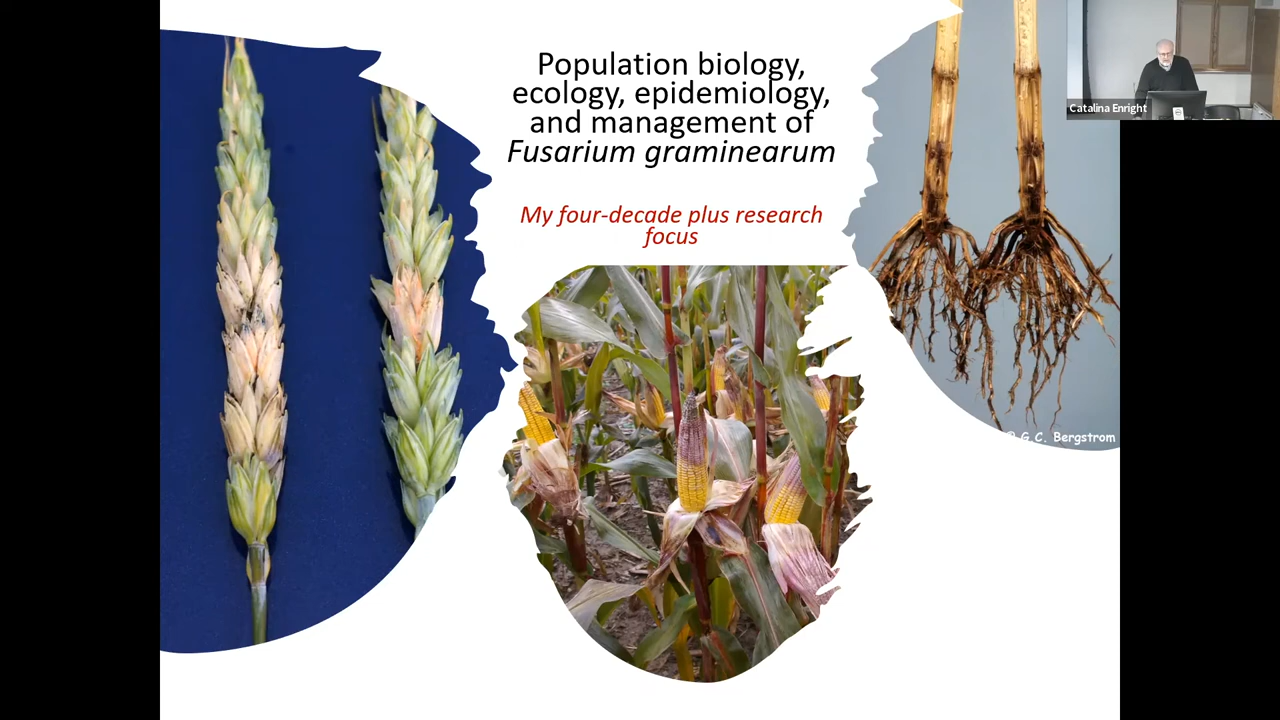 Population biology,
ecology, epidemiology,
and management of
Fusarium graminearum
My four-decade plus research
focus
Catalina Enright
© G.C. Bergstrom